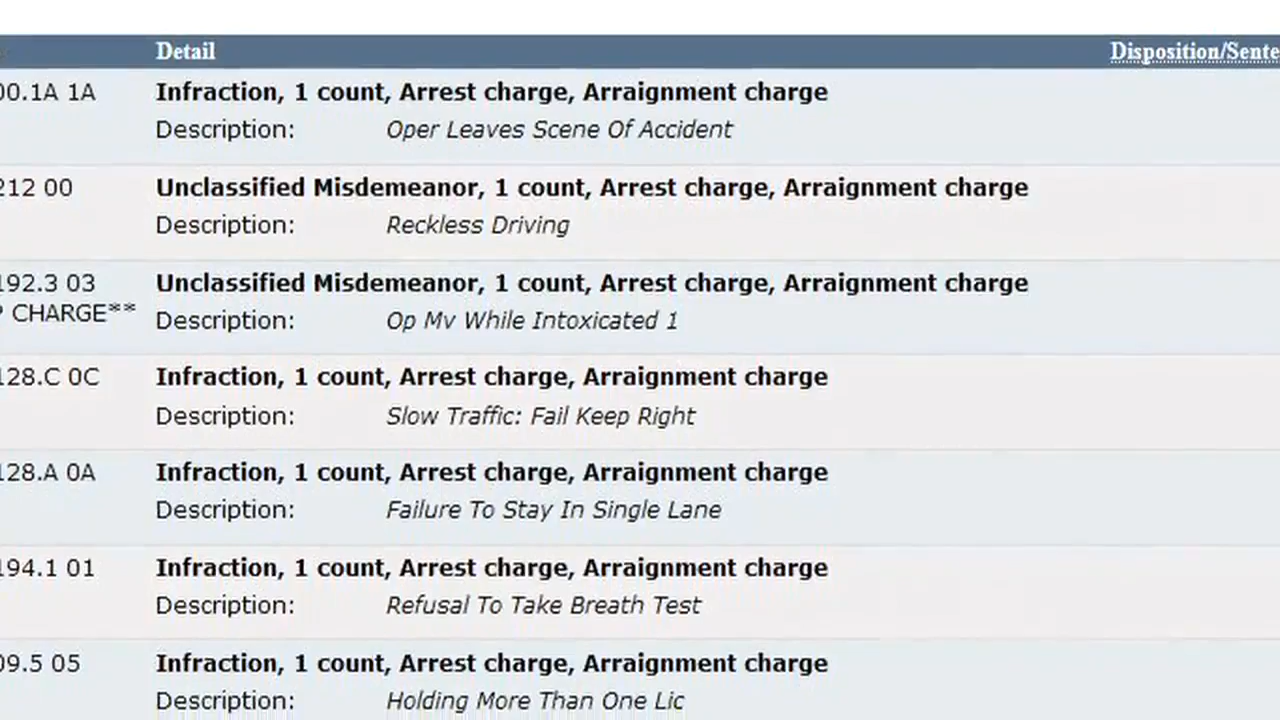 Detail Disposition/Sente
00.1A 1A Infraction, 1 count, Arrest charge, Arraignment charge
Description: Oper Leaves Scene Of Accident
212 00 Unclassified Misdemeanor, 1 count, Arrest charge, Arraignment charge
Description: Reckless Driving
192.3 03 Unclassified Misdemeanor, 1 count, Arrest charge, Arraignment charge
P CHARGE** Description: Op Mv While Intoxicated 1
128.C 0C Infraction, 1 count, Arrest charge, Arraignment charge
Description: Slow Traffic: Fail Keep Right
128.A 0A Infraction, 1 count, Arrest charge, Arraignment charge
Description: Failure To Stay In Single Lane
194.1 01 Infraction, 1 count, Arrest charge, Arraignment charge
Description: Refusal To Take Breath Test
09.5 05 Infraction, 1 count, Arrest charge, Arraignment charge
Description: Holding More Than One Lic